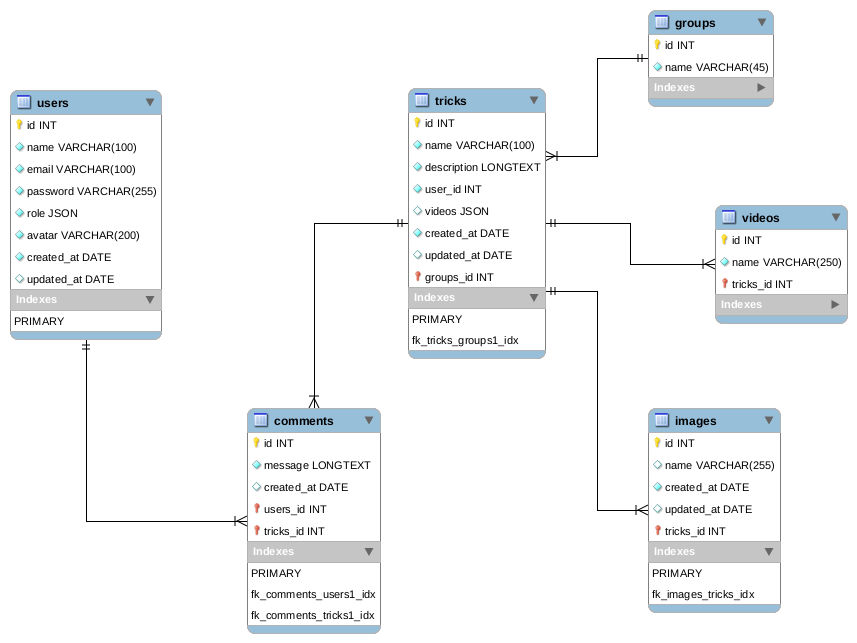 groups
id INT
name VARCHAR(45)
Indexes
users
id INT
name VARCHAR(100)
email VARCHAR(100)
password VARCHAR(255)
role JSON
avatar VARCHAR(200)
created_at DATE
updated_at DATE
Indexes
PRIMARY
tricks
id INT
name VARCHAR(100)
description LONGTEXT
user_id INT
videos JSON
created_at DATE
updated_at DATE
groups_id INT
Indexes
PRIMARY
fk_tricks_groups1_idx
videos
id INT
name VARCHAR(250)
tricks_id INT
Indexes
comments
id INT
message LONGTEXT
created_at DATE
users_id INT
tricks_id INT
Indexes
PRIMARY
fk_comments_users1_idx
fk_comments_tricks1_idx
images
id INT
name VARCHAR(255)
created_at DATE
updated_at DATE
tricks_id INT
Indexes
PRIMARY
fk_images_tricks_idx